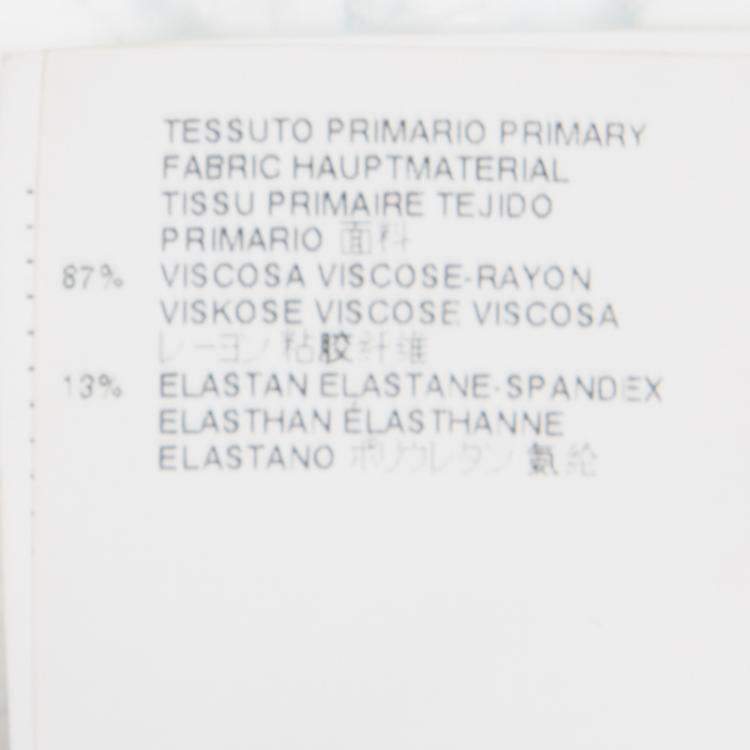 TESSUTO PRIMARIO PRIMARY
FABRIC HAUPTMATERIAL
TISSU PRIMAIRE TEJIDO
PRIMARIO 面料
87% VISCOSA VISCOSE-RAYON
VISKOSE VISCOSE VISCOSA
レーヨン 粘胶纤维
13% ELASTAN ELASTANE-SPANDEX
ELASTHAN ÉLASTHANNE
ELASTANO ポリウレタン 氨纶